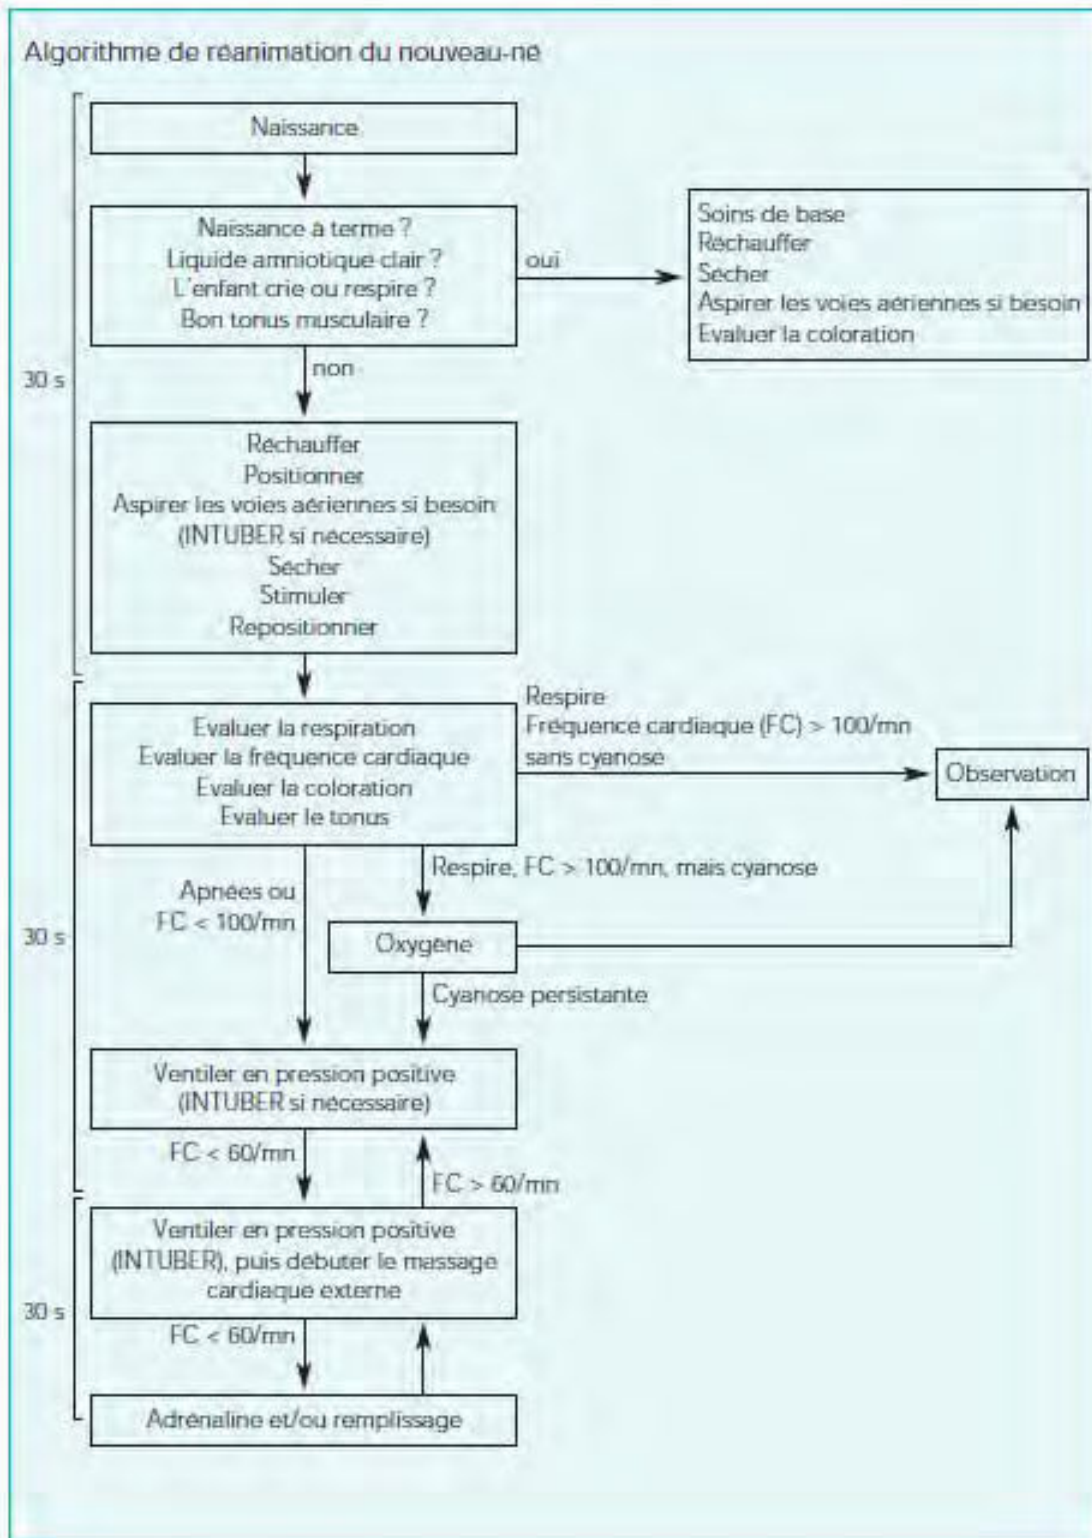 Algorithme de réanimation du nouveau-né
Naissance
Naissance à terme ?
Liquide amniotique clair ?
L'enfant crie ou respire ?
Bon tonus musculaire ?
oui
Soins de base
Réchauffer
Sécher
Aspirer les voies aériennes si besoin
Evaluer la coloration
non
30 s
Réchauffer
Positionner
Aspirer les voies aériennes si besoin
(INTUBER si nécessaire)
Sécher
Stimuler
Repositionner
Evaluer la respiration
Evaluer la fréquence cardiaque
Evaluer la coloration
Evaluer le tonus
Respire
Fréquence cardiaque (FC) > 100/mn
sans cyanose
Observation
Respire, FC > 100/mn, mais cyanose
Apnées ou
FC < 100/mn
30 s
Oxygène
Cyanose persistante
Ventiler en pression positive
(INTUBER si nécessaire)
FC < 60/mn
FC > 60/mn
Ventiler en pression positive
(INTUBER), puis débuter le massage
cardiaque externe
30 s
FC < 60/mn
Adrénaline et/ou remplissage